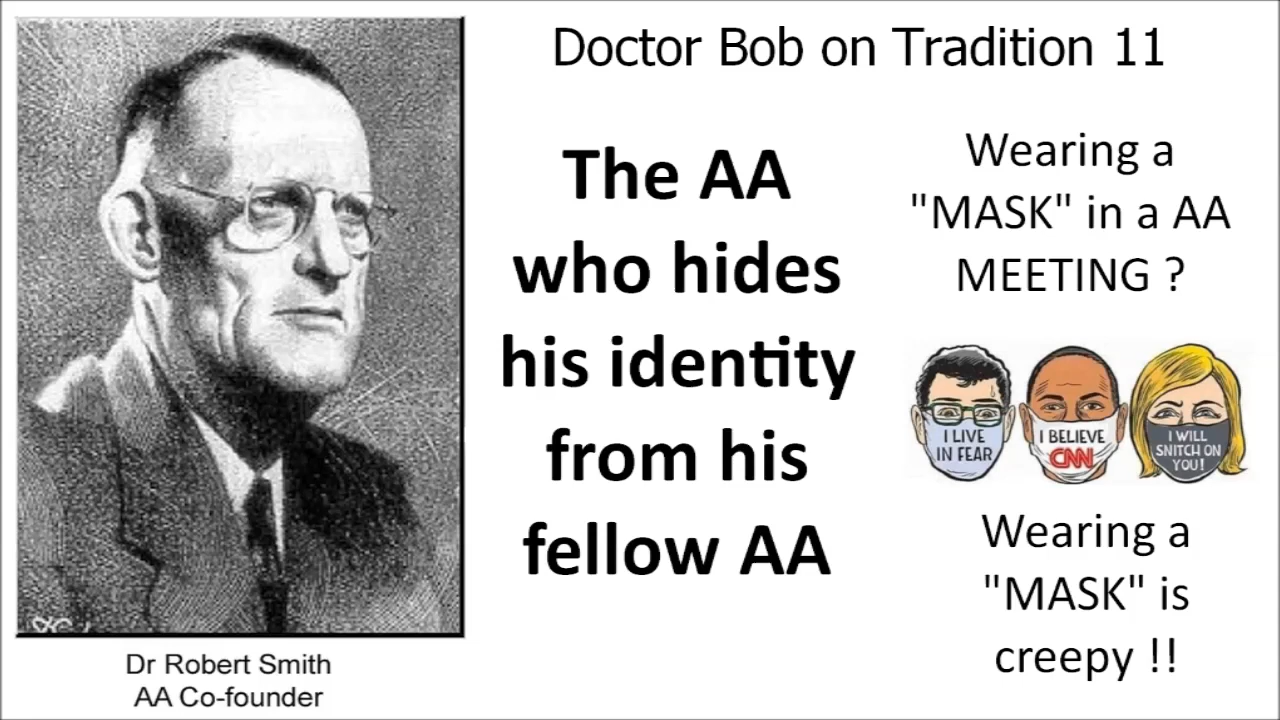 Doctor Bob on Tradition 11
The AA
who hides
his identity
from his
fellow AA
Wearing a
"MASK" in a AA
MEETING ?
I LIVE
IN FEAR
I BELIEVE
CNN
I WILL
SNITCH ON
YOU!
Wearing a
"MASK" is
creepy !!
Dr Robert Smith
AA Co-founder